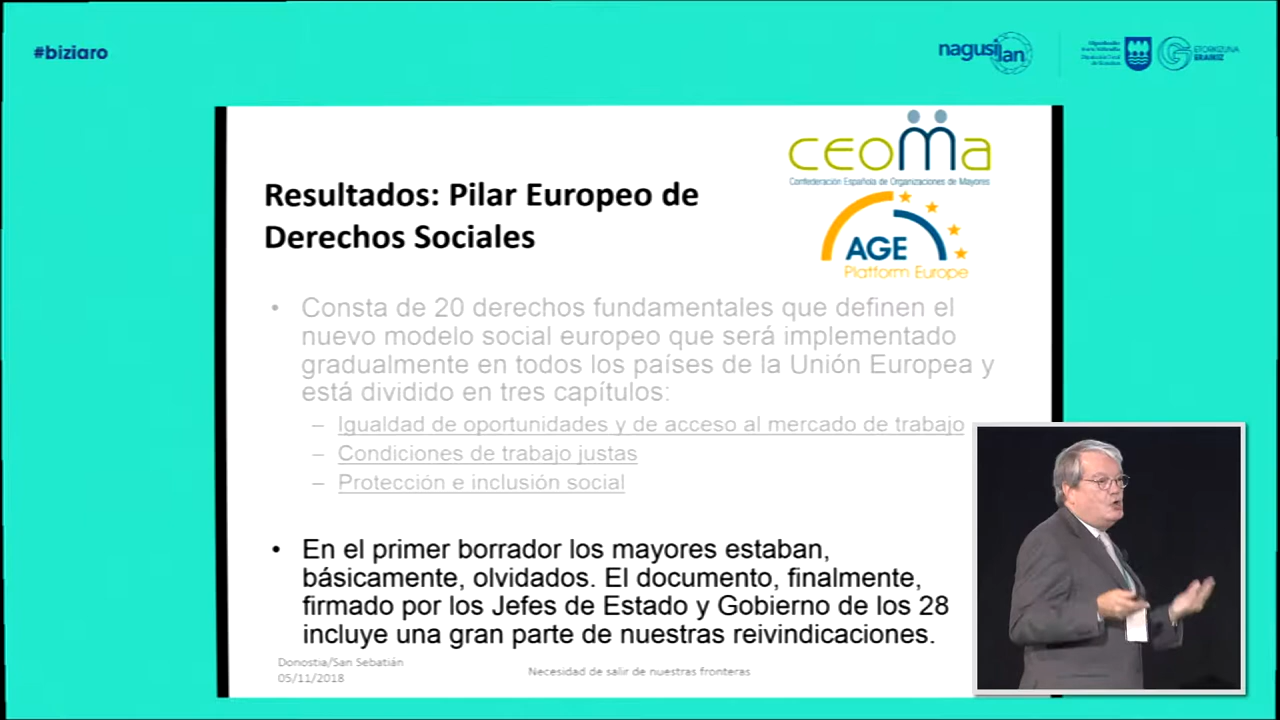 #biziaro
nagusilan
ETORKIZUNA
ERAIKIZ
ceoma
Confederación Española de Organizaciones de Mayores
AGE
Platform Europe
Resultados: Pilar Europeo de
Derechos Sociales
• Consta de 20 derechos fundamentales que definen el
nuevo modelo social europeo que será implementado
gradualmente en todos los países de la Unión Europea y
está dividido en tres capítulos:
– Igualdad de oportunidades y de acceso al mercado de trabajo
– Condiciones de trabajo justas
– Protección e inclusión social
• En el primer borrador los mayores estaban,
básicamente, olvidados. El documento, finalmente,
firmado por los Jefes de Estado y Gobierno de los 28
incluye una gran parte de nuestras reivindicaciones.
Donostia/San Sebatián
05/11/2018
Necesidad de salir de nuestras fronteras